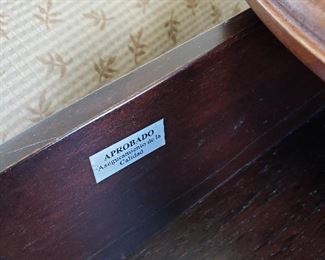 APROBADO
Aseguramiento de la
Calidad